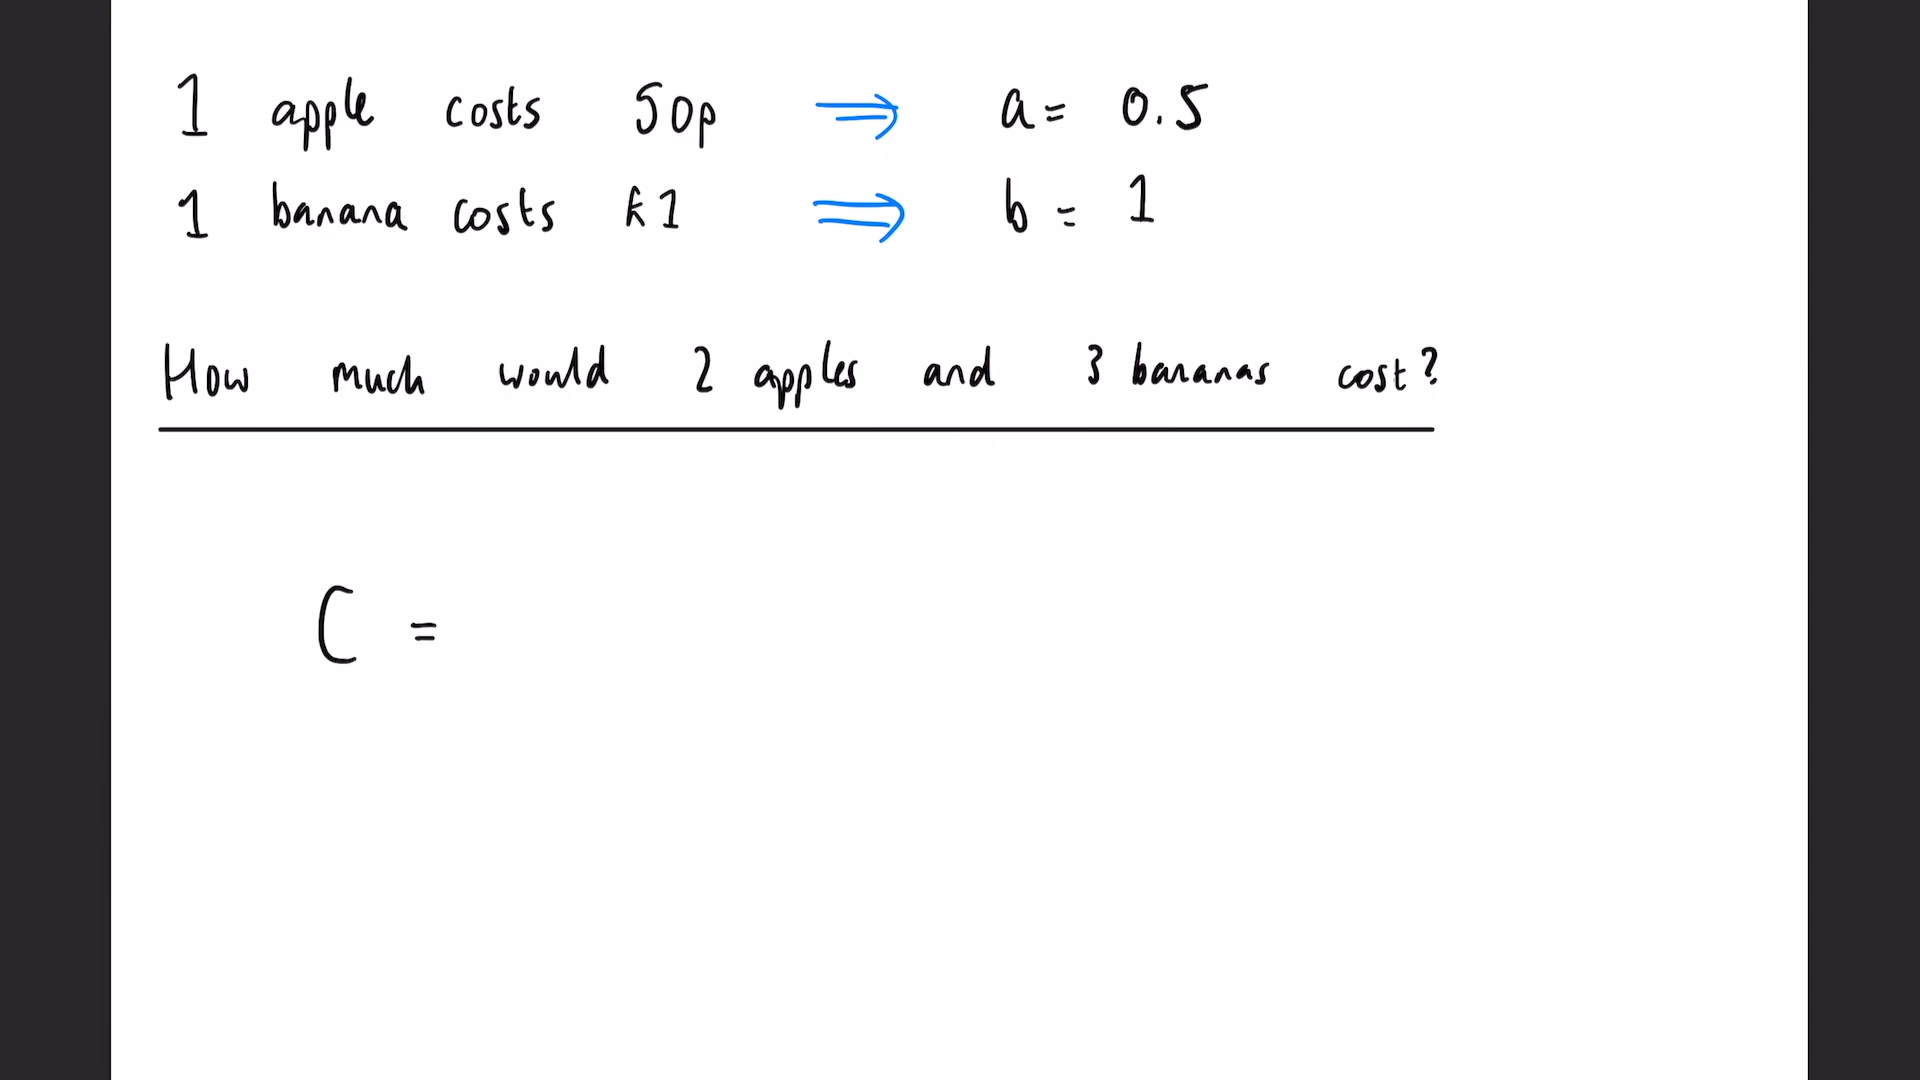 1 apple costs 50p ⇒ a = 0.5
1 banana costs £1 ⇒ b = 1
How much would 2 apples and 3 bananas cost?
C =